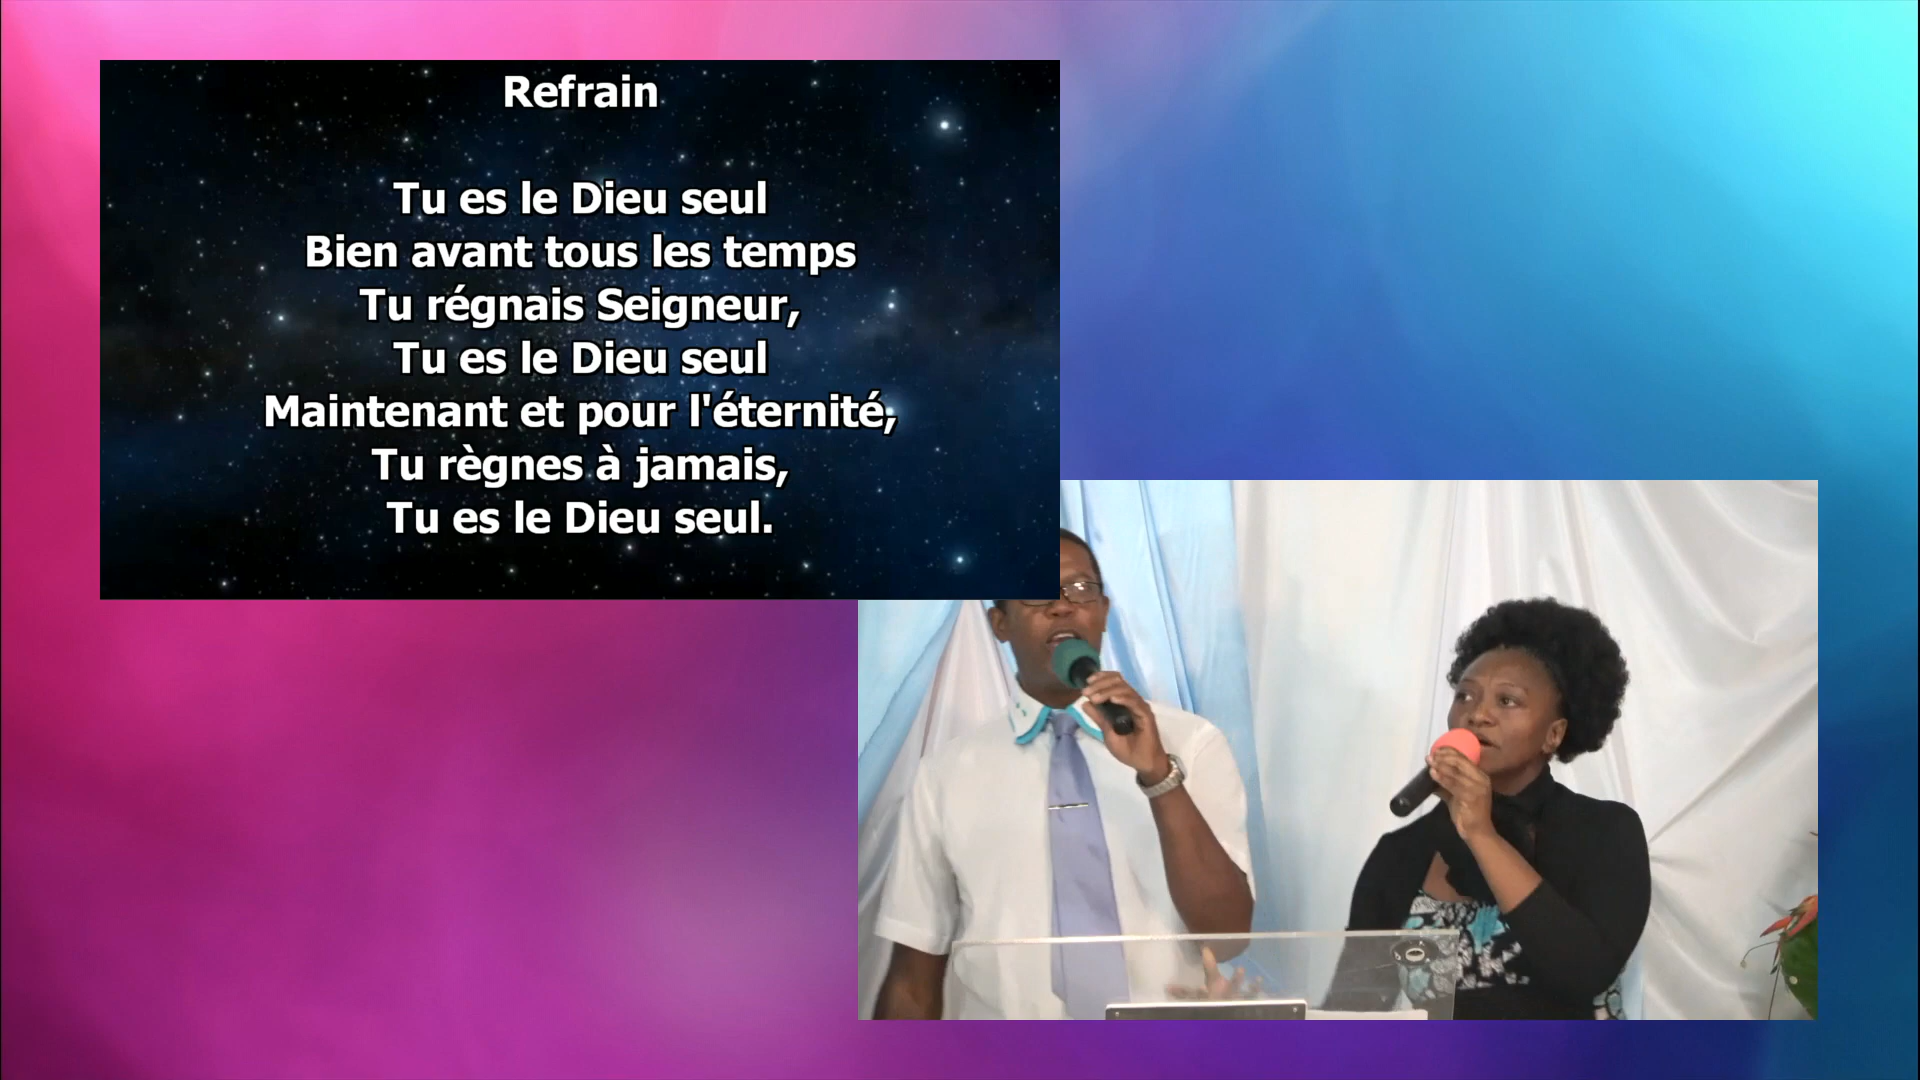 Refrain
Tu es le Dieu seul
Bien avant tous les temps
Tu régnais Seigneur,
Tu es le Dieu seul
Maintenant et pour l'éternité,
Tu règnes à jamais,
Tu es le Dieu seul.